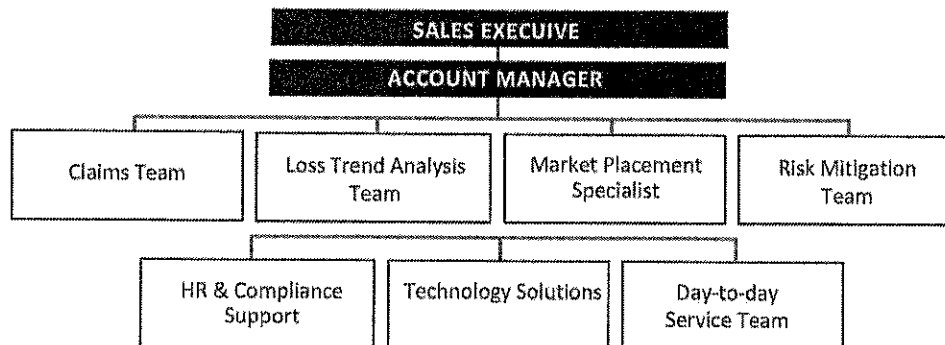 SALES EXECUIVE
ACCOUNT MANAGER
Claims Team
Loss Trend Analysis
Team
Market Placement
Specialist
Risk Mitigation
Team
HR & Compliance
Support
Technology Solutions
Day-to-day
Service Team